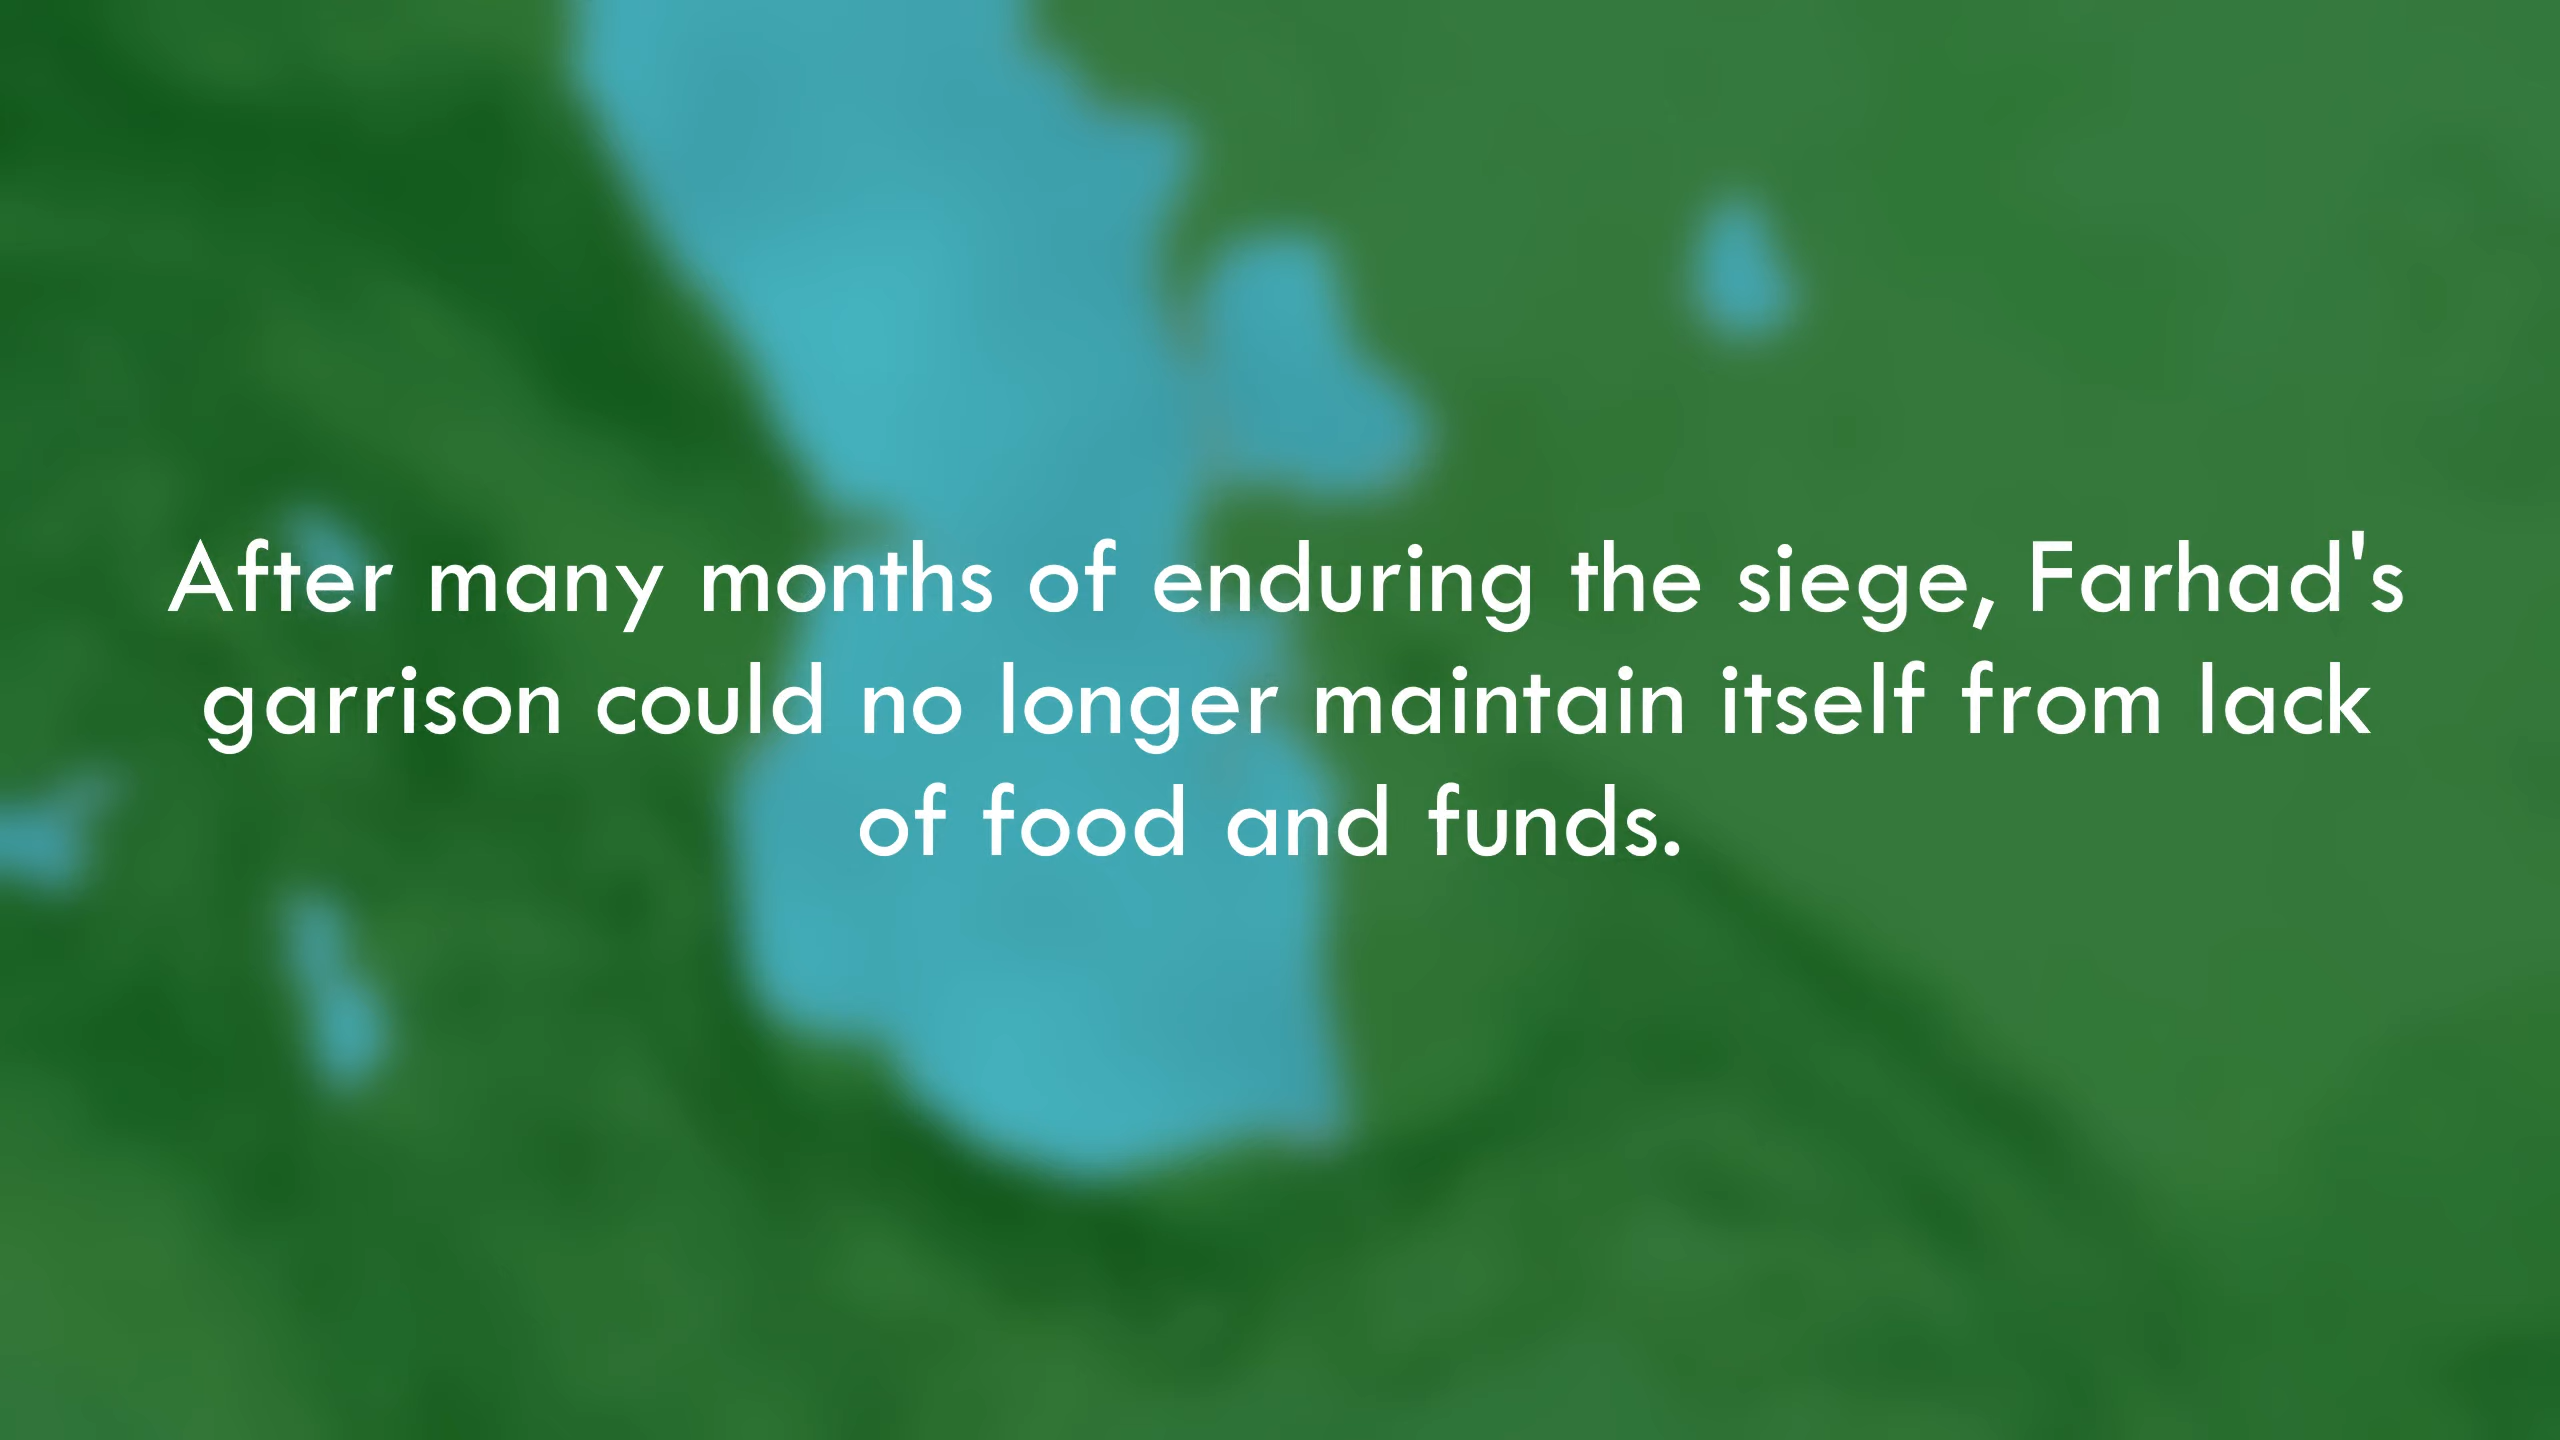 After many months of enduring the siege, Farhad's
garrison could no longer maintain itself from lack
of food and funds.